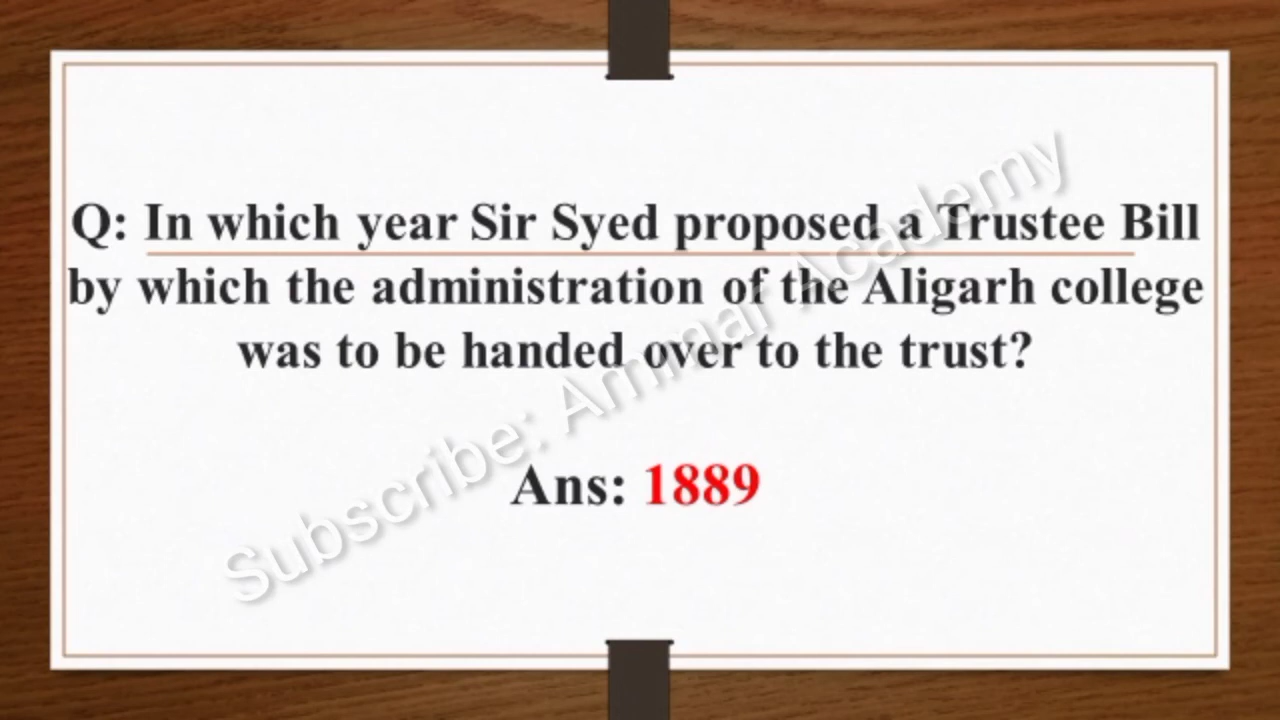 Q: In which year Sir Syed proposed a Trustee Bill
by which the administration of the Aligarh college
was to be handed over to the trust?
Ans: 1889
Subscribe: Ammar Academy